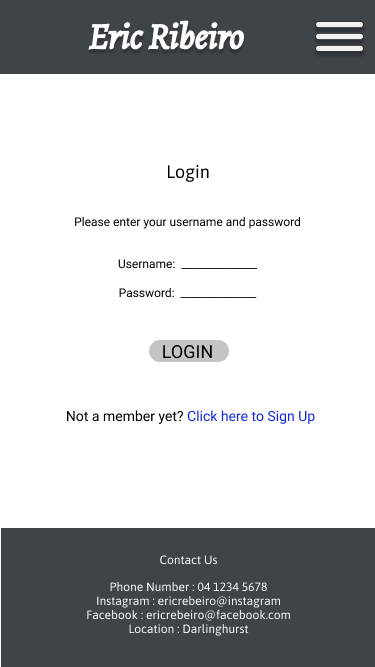 Eric Ribeiro
Login
Please enter your username and password
Username: ____________
Password: ____________
LOGIN
Not a member yet? Click here to Sign Up
Contact Us
Phone Number : 04 1234 5678
Instagram : ericrebeiro@instagram
Facebook : ericrebeiro@facebook.com
Location : Darlinghurst